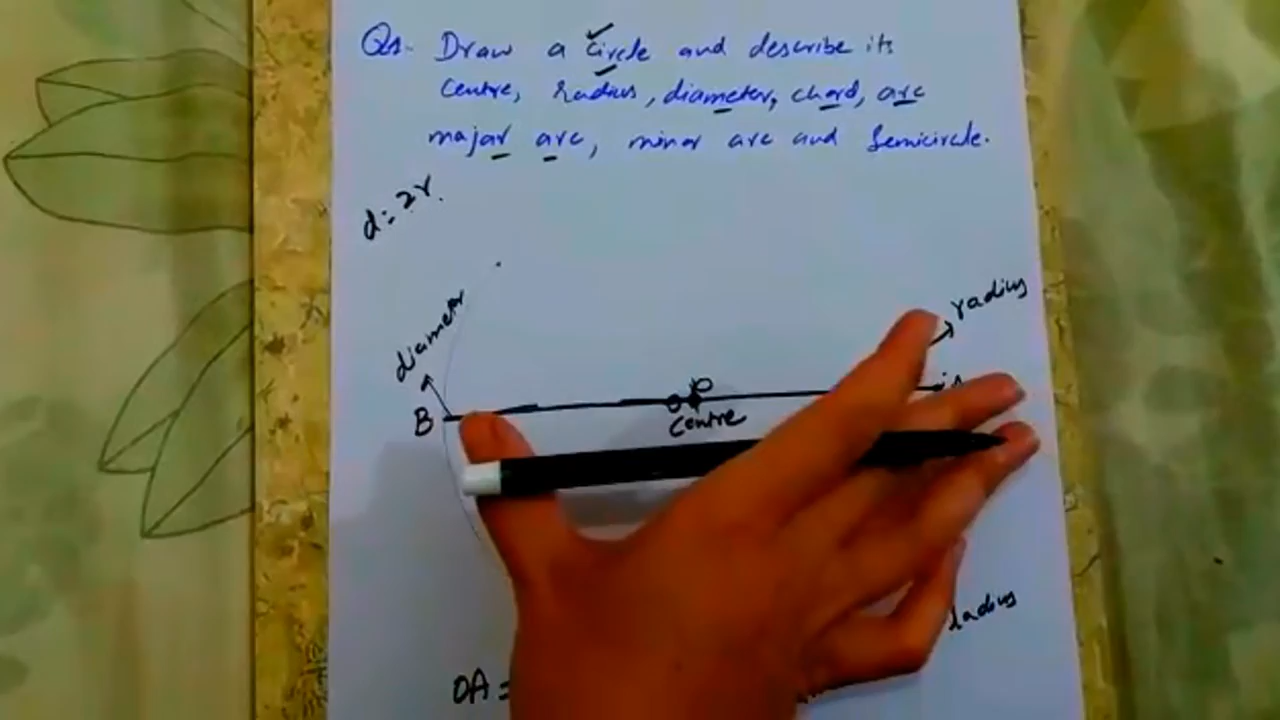 Qs. Draw a circle and describe its
centre, radius, diameter, chord, arc
major arc, minor arc and Semicircle.
d = 2r.
radius
diameter
B
O
P
Centre
radius
OA =